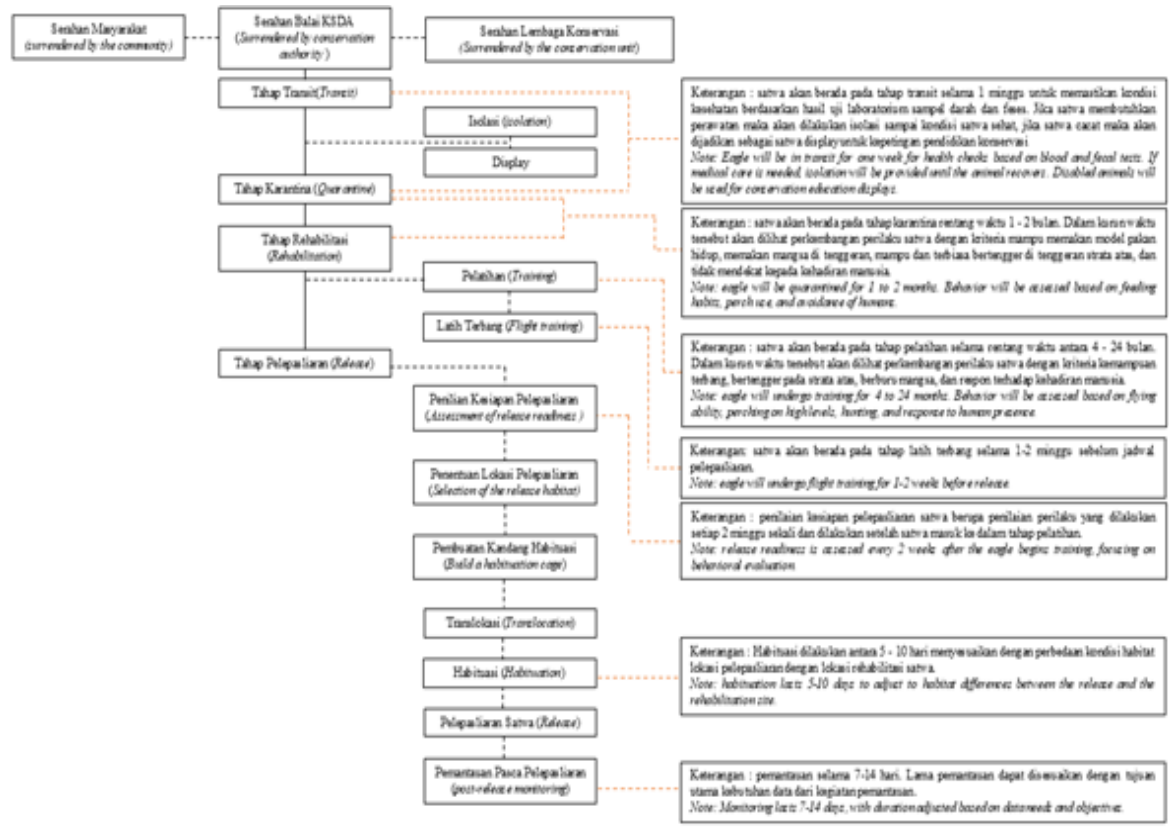 Serahan Masyarakat
(surrendered by the community)
Serahan Balai KSDA
(Surrendered by conservation
authority )
Serahan Lembaga Konservasi
(Surrendered by the conservation unit)
Tahap Transit(Transit)
Isolasi (isolation)
Display
Tahap Karantina (Quarantine)
Tahap Rehabilitasi
(Rehabilitation)
Pelatihan (Training)
Latih Terbang (Flight training)
Tahap Pelepasliaran (Release)
Penilian Kesiapan Pelepasliaran
(Assessment of release readiness )
Penentuan Lokasi Pelepasliaran
(Selection of the release habitat)
Pembuatan Kandang Habituasi
(Build a habituation cage)
Translokasi (Translocation)
Habituasi (Habituation)
Pelepasliaran Satwa (Release)
Pemantasan Pasca Pelepasliaran
(post-release monitoring)
Keterangan : satwa akan berada pada tahap transit selama 1 minggu untuk memastikan kondisi
kesehatan berdasarkan hasil uji laboratorium sampel darah dan feses. Jika satwa membutuhkan
perawatan maka akan dilakukan isolasi sampai kondisi satwa sehat, jika satwa cacat maka akan
dijadikan sebagai satwa display untuk kepetingan pendidikan konservasi
Note: Eagle will be in transit for one week for health checks based on blood and fecal tests. If
medical care is needed, isolation will be provided until the animal recovers. Disabled animals will
be used for conservation education displays.
Keterangan : satwa akan berada pada tahap karantina rentang waktu 1 - 2 bulan. Dalam kurun waktu
tersebut akan dilihat perkembangan perilaku satwa dengan kriteria mampu memakan model pakan
hidup, memakan mangsa di tenggeran, mampu dan terbiasa bertengger di tenggeran strata atas, dan
tidak mendekat kepada kehadiran manusia.
Note: eagle will be quarantined for 1 to 2 months. Behavior will be assessed based on feeding
habits, perch use, and avoidance of humans.
Keterangan : satwa akan berada pada tahap pelatihan selama rentang waktu antara 4 - 24 bulan.
Dalam kurun waktu tersebut akan dilihat perkembangan perilaku satwa dengan kriteria kemampuan
terbang, bertengger pada strata atas, berburu mangsa, dan respon terhadap kehadiran manusia.
Note: eagle will undergo training for 4 to 24 months. Behavior will be assessed based on flying
ability, perching on high levels, hunting, and response to human presence.
Keterangan: satwa akan berada pada tahap latih terbang selama 1-2 minggu sebelum jadwal
pelepasliaran.
Note: eagle will undergo flight training for 1-2 weeks before release
Keterangan : penilaian kesiapan pelepasliaran satwa berupa penilaian perilaku yang dilakukan
setiap 2 minggu sekali dan dilakukan setelah satwa masuk ke dalam tahap pelatihan.
Note: release readiness is assessed every 2 weeks after the eagle begins training, focusing on
behavioral evaluation
Keterangan : Habituasi dilakukan antara 5 - 10 hari menyesuaikan dengan perbedaan kondisi habitat
lokasi pelepasliaran dengan lokasi rehabilitasi satwa.
Note: habituation lasts 5-10 days to adjust to habitat differences between the release and the
rehabilitation site.
Keterangan : pemantasan selama 7-14 hari. Lama pemantasan dapat disesuaikan dengan tujuan
utama kebutuhan data dari kegiatan pemantasan.
Note: Monitoring lasts 7-14 days, with duration adjusted based on data needs and objectives.